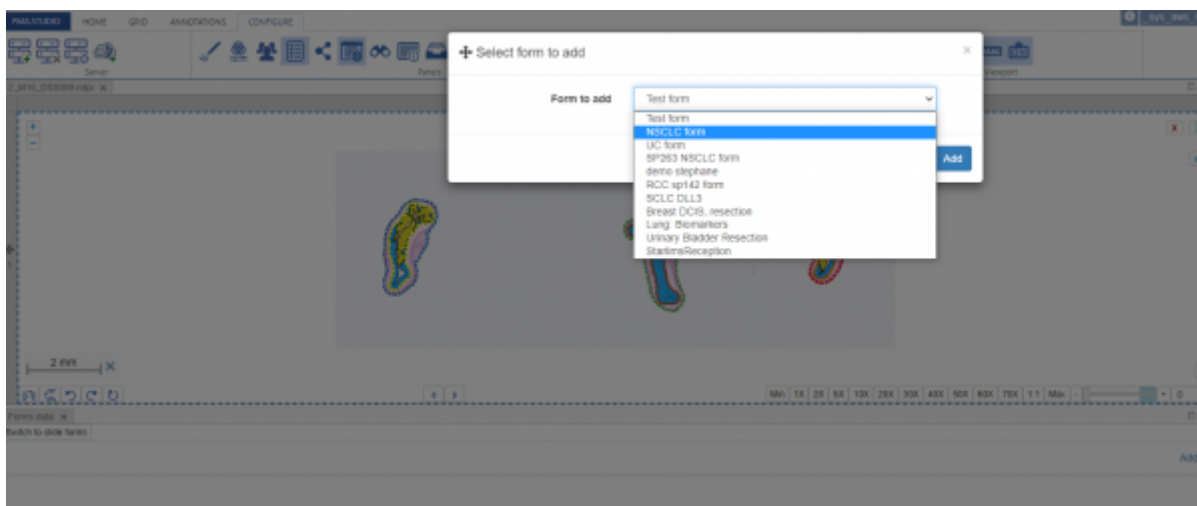 PMA.STUDIO HOME GRID ANNOTATIONS CONFIGURE
sys_aws
Server
Panels
Viewport
Select form to add
×
Form to add
Test form
Test form
NSCLC form
UC form
SP263 NSCLC form
demo stephane
RCC sp142 form
SCLC DLL3
Breast DCIS, resection
Lung. Biomarkers
Urinary Bladder Resection
StarlimsReception
Add
2 mm
Min 1X 2X 5X 10X 20X 30X 40X 50X 60X 70X 1:1 Max - + 0
Forms data
Switch to slide forms
Add